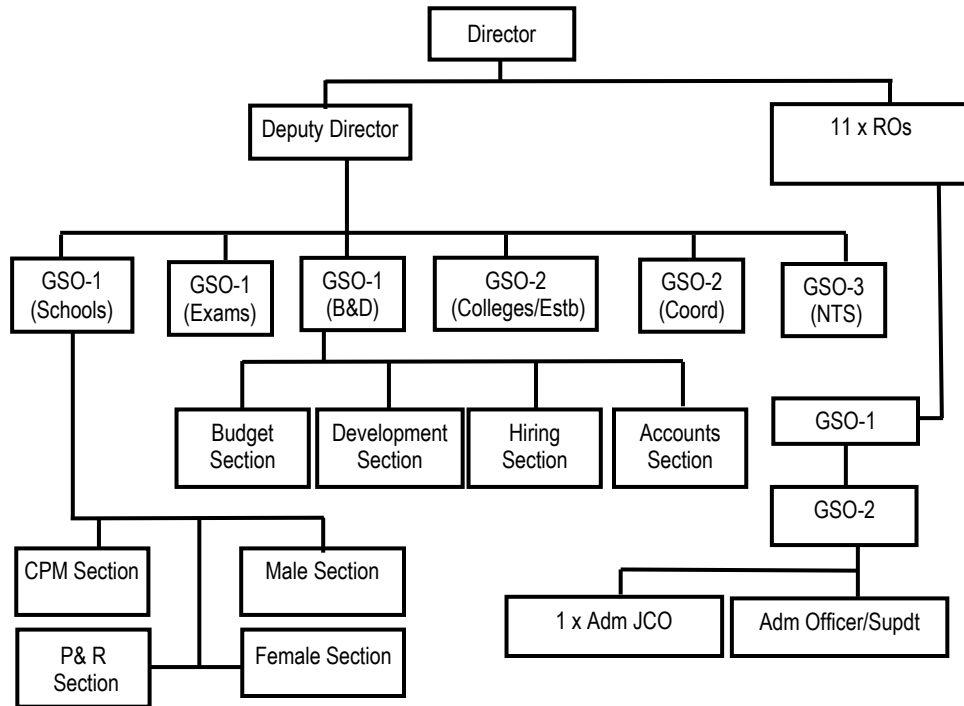 Director
Deputy Director
11 x ROs
GSO-1
(Schools)
GSO-1
(Exams)
GSO-1
(B&D)
GSO-2
(Colleges/Estb)
GSO-2
(Coord)
GSO-3
(NTS)
Budget
Section
Development
Section
Hiring
Section
Accounts
Section
GSO-1
GSO-2
CPM Section
Male Section
P& R
Section
Female Section
1 x Adm JCO
Adm Officer/Supdt